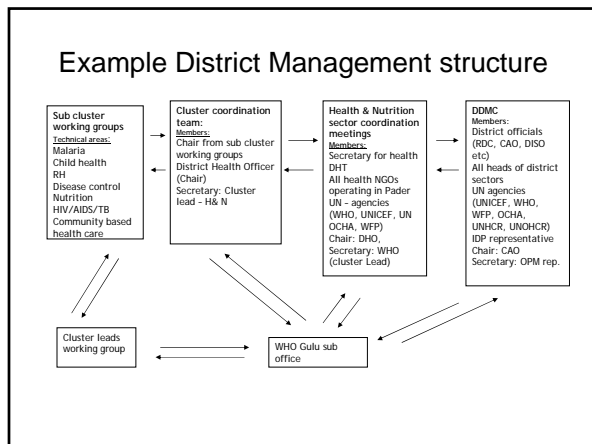 Example District Management structure
Sub cluster
working groups
Technical areas:
Malaria
Child health
RH
Disease control
Nutrition
HIV/AIDS/TB
Community based
health care
Cluster coordination
team:
Members:
Chair from sub cluster
working groups
District Health Officer
(Chair)
Secretary: Cluster
lead – H& N
Health & Nutrition
sector coordination
meetings
Members:
Secretary for health
DHT
All health NGOs
operating in Pader
UN – agencies
(WHO, UNICEF, UN
OCHA, WFP)
Chair: DHO,
Secretary: WHO
(cluster Lead)
DDMC
Members:
District officials
(RDC, CAO, DISO
etc)
All heads of district
sectors
UN agencies
(UNICEF, WHO,
WFP, OCHA,
UNHCR, UNOHCR)
IDP representative
Chair: CAO
Secretary: OPM rep.
Cluster leads
working group
WHO Gulu sub
office